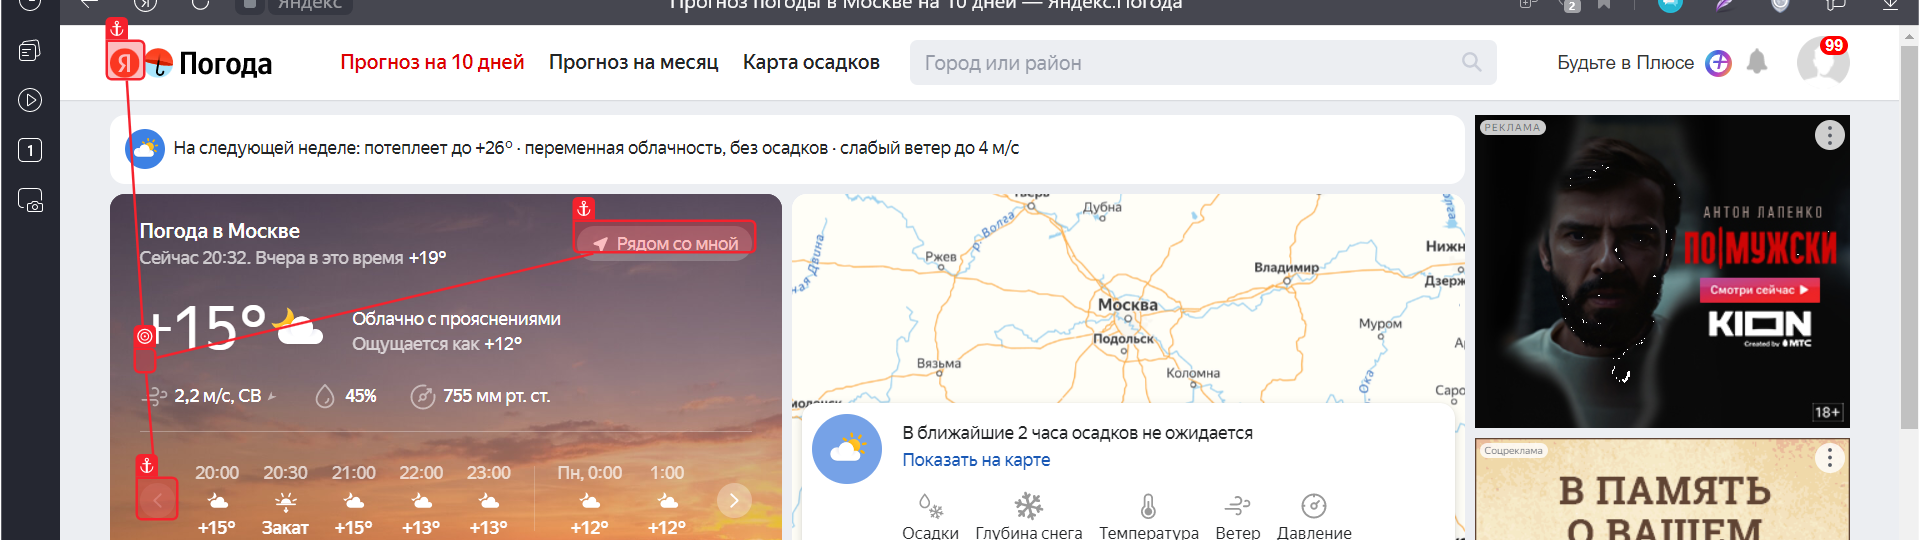 Яндекс
Прогноз погоды в Москве на 10 дней — Яндекс.Погода
2
1
Я Погода
Прогноз на 10 дней
Прогноз на месяц
Карта осадков
Город или район
Будьте в Плюсе
99
На следующей неделе: потеплеет до +26° · переменная облачность, без осадков · слабый ветер до 4 м/с
Погода в Москве
Сейчас 20:32. Вчера в это время +19°
Рядом со мной
+15°
Облачно с прояснениями
Ощущается как +12°
2,2 м/с, СВ
45%
755 мм рт. ст.
20:00 20:30 21:00 22:00 23:00 Пн, 0:00 1:00
+15° Закат +15° +13° +13° +12° +12°
Тверь
Дубна
р. Волга
Ржев
Владимир
Нижн
Дзерж
ная Двина
Москва
Муром
Подольск
Вязьма
Коломна
Ока
Саро
моленск
В ближайшие 2 часа осадков не ожидается
Показать на карте
Осадки Глубина снега Температура Ветер Давление
РЕКЛАМА
АНТОН ЛАПЕНКО
ПО|МУЖСКИ
Смотри сейчас
KION
Created by МТС
18+
Соцреклама
В ПАМЯТЬ
О ВАШЕМ